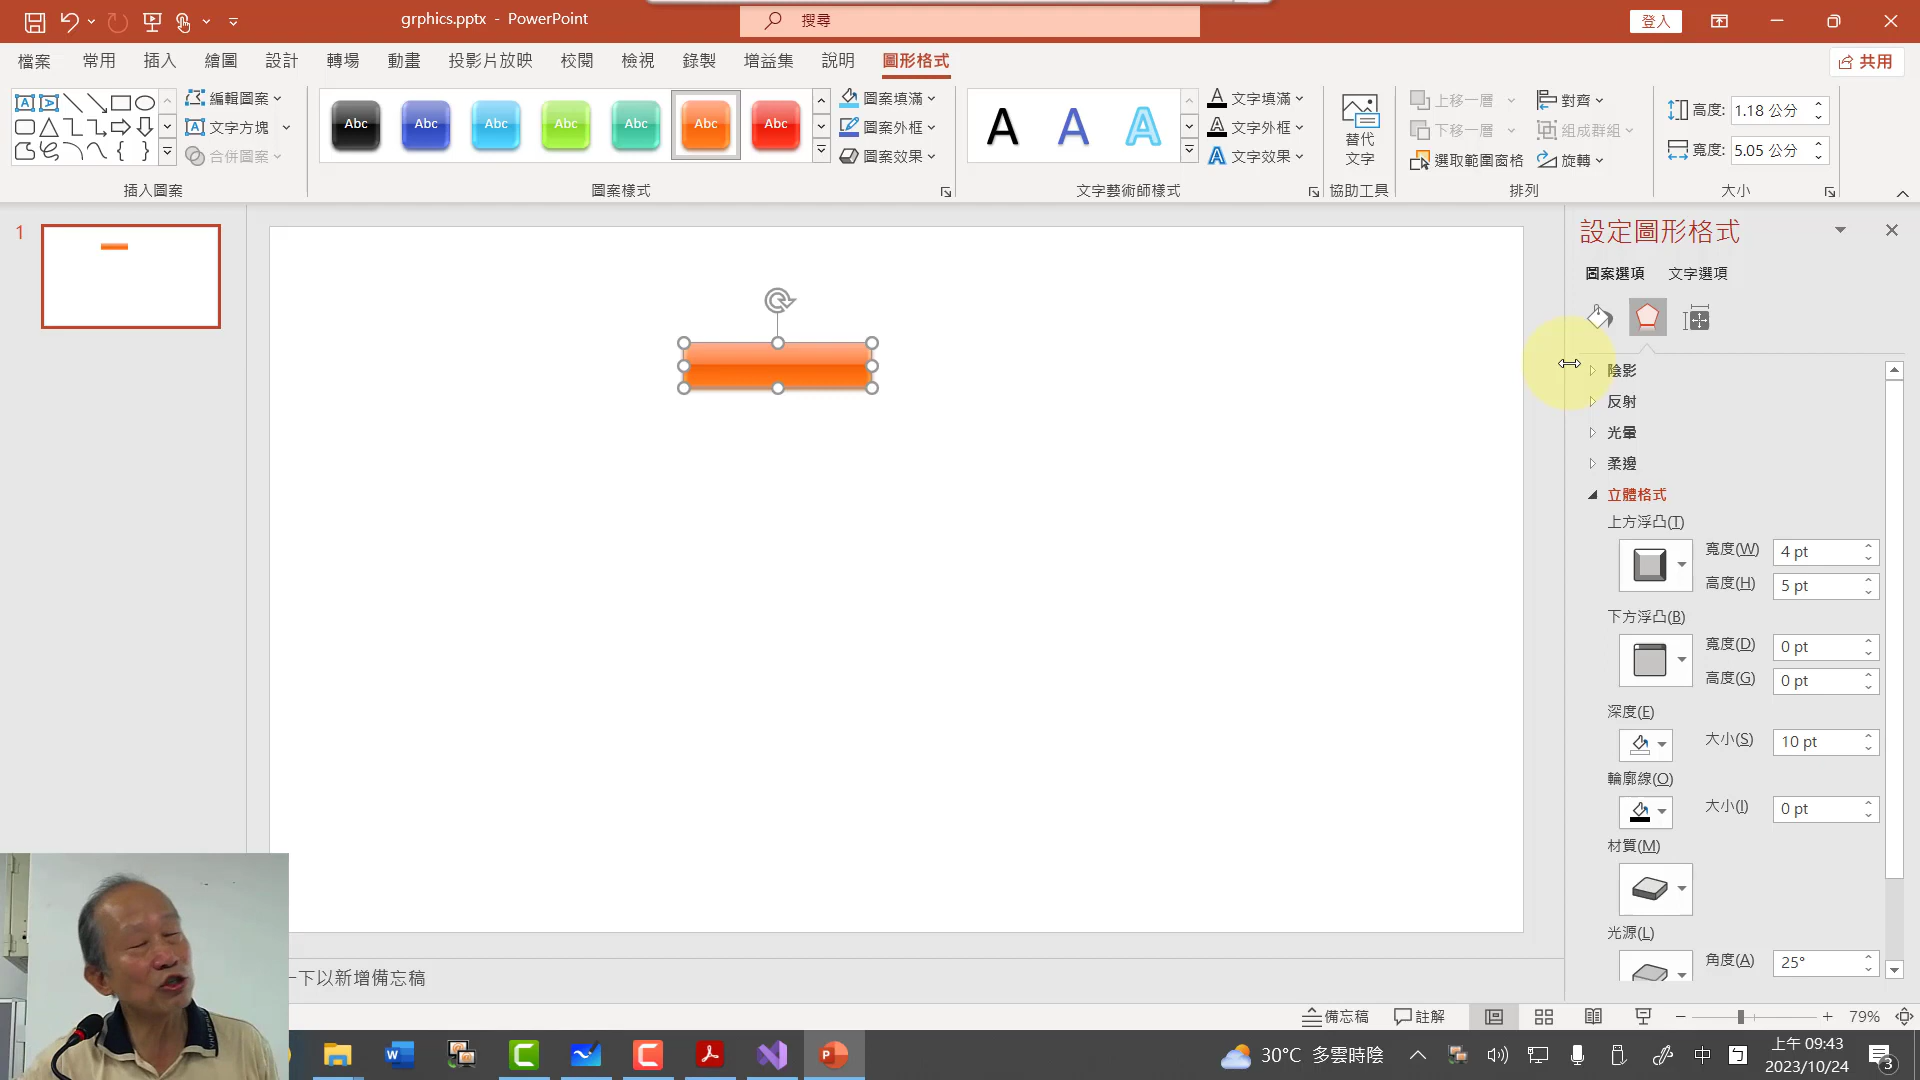 grphics.pptx - PowerPoint
搜尋
登入
檔案 常用 插入 繪圖 設計 轉場 動畫 投影片放映 校閱 檢視 錄製 增益集 說明 圖形格式
共用
編輯圖案
文字方塊
合併圖案
插入圖案
Abc Abc Abc Abc Abc Abc Abc
圖案填滿
圖案外框
圖案效果
圖案樣式
A A A
文字填滿
文字外框
文字效果
文字藝術師樣式
替代
文字
協助工具
上移一層
下移一層
選取範圍窗格
對齊
組成群組
旋轉
排列
高度: 1.18 公分
寬度: 5.05 公分
大小
1
設定圖形格式
圖案選項 文字選項
陰影
反射
光暈
柔邊
立體格式
上方浮凸(T)
寬度(W) 4 pt
高度(H) 5 pt
下方浮凸(B)
寬度(D) 0 pt
高度(G) 0 pt
深度(E)
大小(S) 10 pt
輪廓線(O)
大小(I) 0 pt
材質(M)
光源(L)
角度(A) 25°
一下以新增備忘稿
備忘稿 註解 79%
30°C 多雲時陰
中
上午 09:43
2023/10/24
3